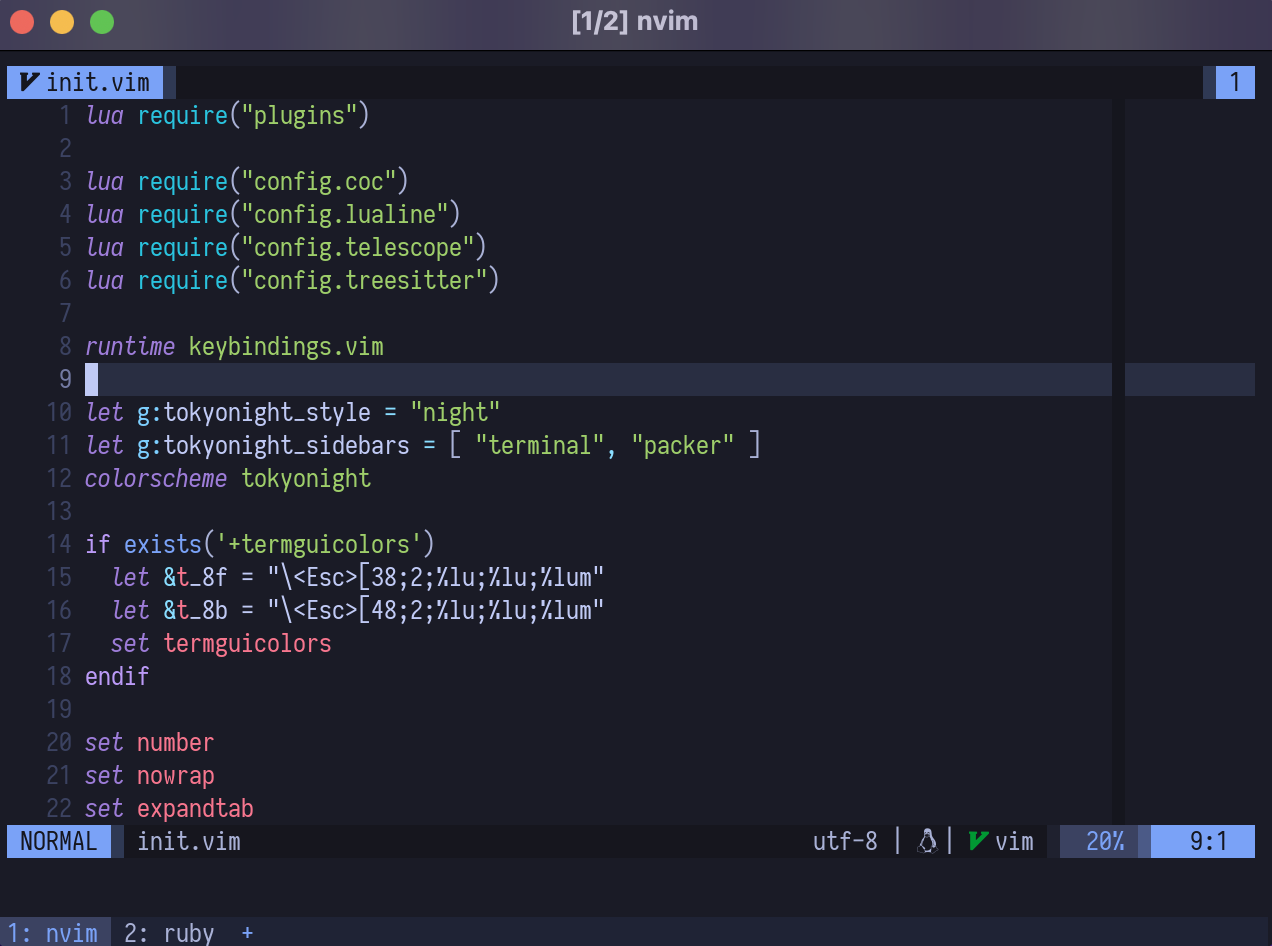 [1/2] nvim
init.vim 1
1 lua require("plugins")
2
3 lua require("config.coc")
4 lua require("config.lualine")
5 lua require("config.telescope")
6 lua require("config.treesitter")
7
8 runtime keybindings.vim
9
10 let g:tokyonight_style = "night"
11 let g:tokyonight_sidebars = [ "terminal", "packer" ]
12 colorscheme tokyonight
13
14 if exists('+termguicolors')
15   let &t_8f = "\<Esc>[38;2;%lu;%lu;%lum"
16   let &t_8b = "\<Esc>[48;2;%lu;%lu;%lum"
17   set termguicolors
18 endif
19
20 set number
21 set nowrap
22 set expandtab
NORMAL init.vim utf-8 | | vim 20% 9:1
1: nvim 2: ruby +